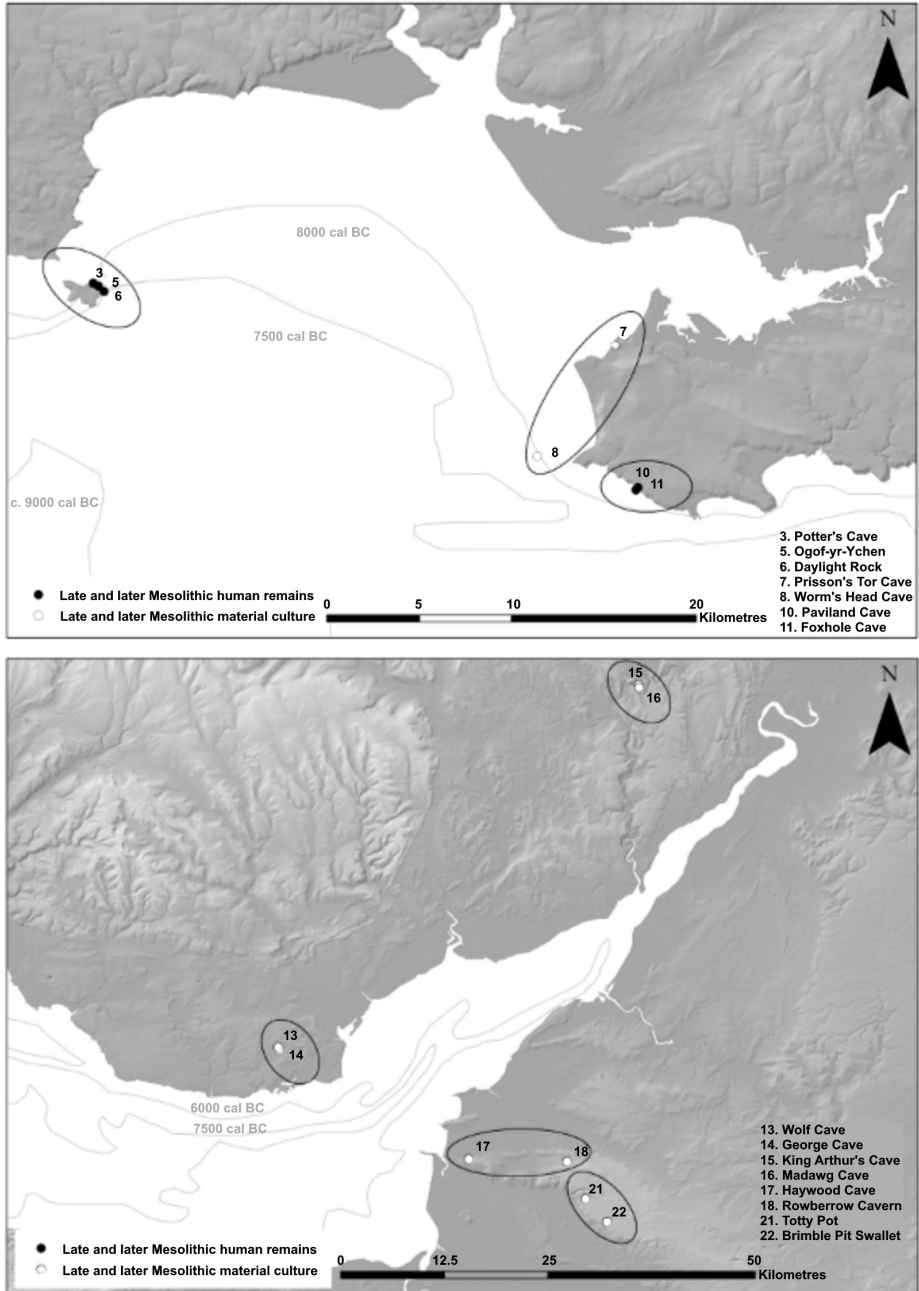 N
8000 cal BC
3
5
6
7500 cal BC
7
8
10
11
c. 9000 cal BC
3. Potter's Cave
5. Ogof-yr-Ychen
6. Daylight Rock
7. Prisson's Tor Cave
8. Worm's Head Cave
10. Paviland Cave
11. Foxhole Cave
Late and later Mesolithic human remains
Late and later Mesolithic material culture
0 5 10 20
Kilometres
N
15
16
13
14
6000 cal BC
7500 cal BC
17
18
21
22
13. Wolf Cave
14. George Cave
15. King Arthur's Cave
16. Madawg Cave
17. Haywood Cave
18. Rowberrow Cavern
21. Totty Pot
22. Brimble Pit Swallet
Late and later Mesolithic human remains
Late and later Mesolithic material culture
0 12.5 25 50
Kilometres